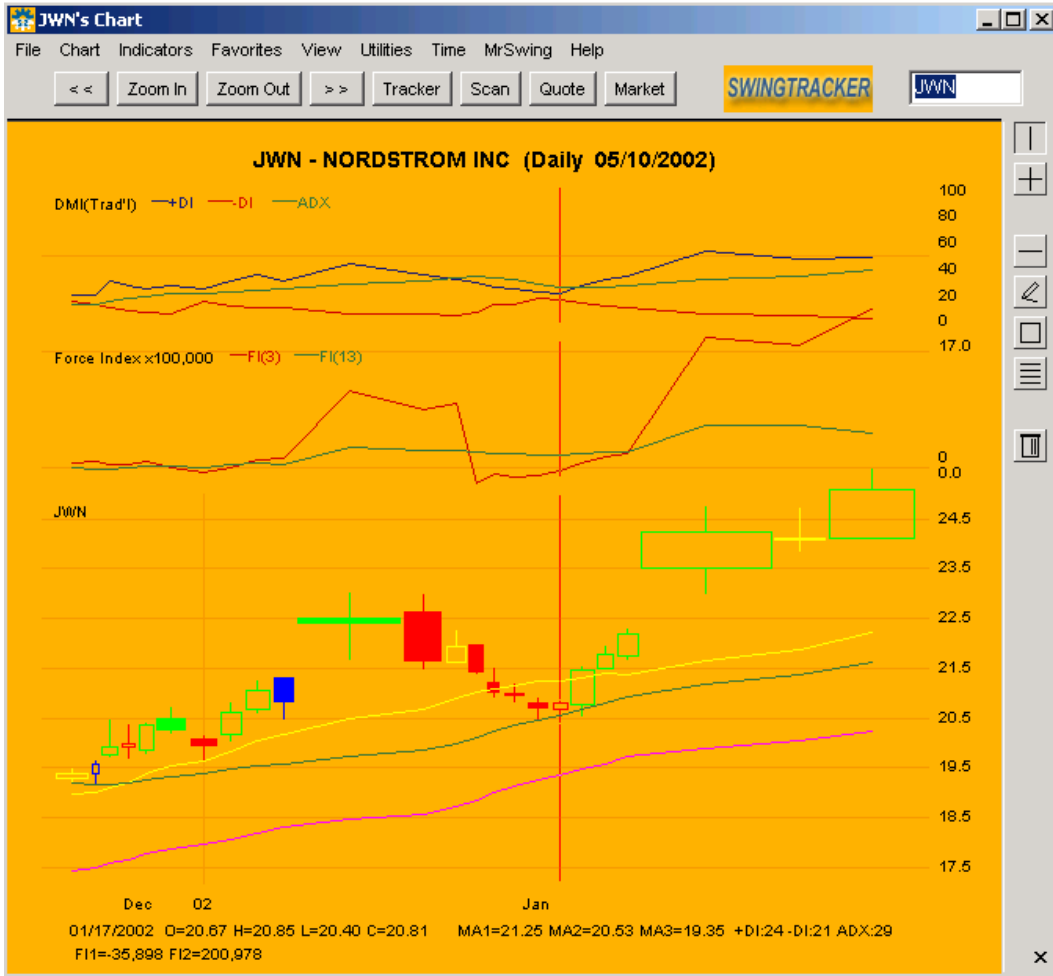 JWN's Chart
File Chart Indicators Favorites View Utilities Time MrSwing Help
< < Zoom In Zoom Out > > Tracker Scan Quote Market SWINGTRACKER JWN
JWN - NORDSTROM INC (Daily 05/10/2002)
DMI(Trad'l) +DI -DI ADX
100
80
60
40
20
0
Force Index x100,000 FI(3) FI(13)
17.0
0
0.0
JWN
24.5
23.5
22.5
21.5
20.5
19.5
18.5
17.5
Dec 02 Jan
01/17/2002 O=20.67 H=20.85 L=20.40 C=20.81 MA1=21.25 MA2=20.53 MA3=19.35 +DI:24 -DI:21 ADX:29
FI1=-35,898 FI2=200,978